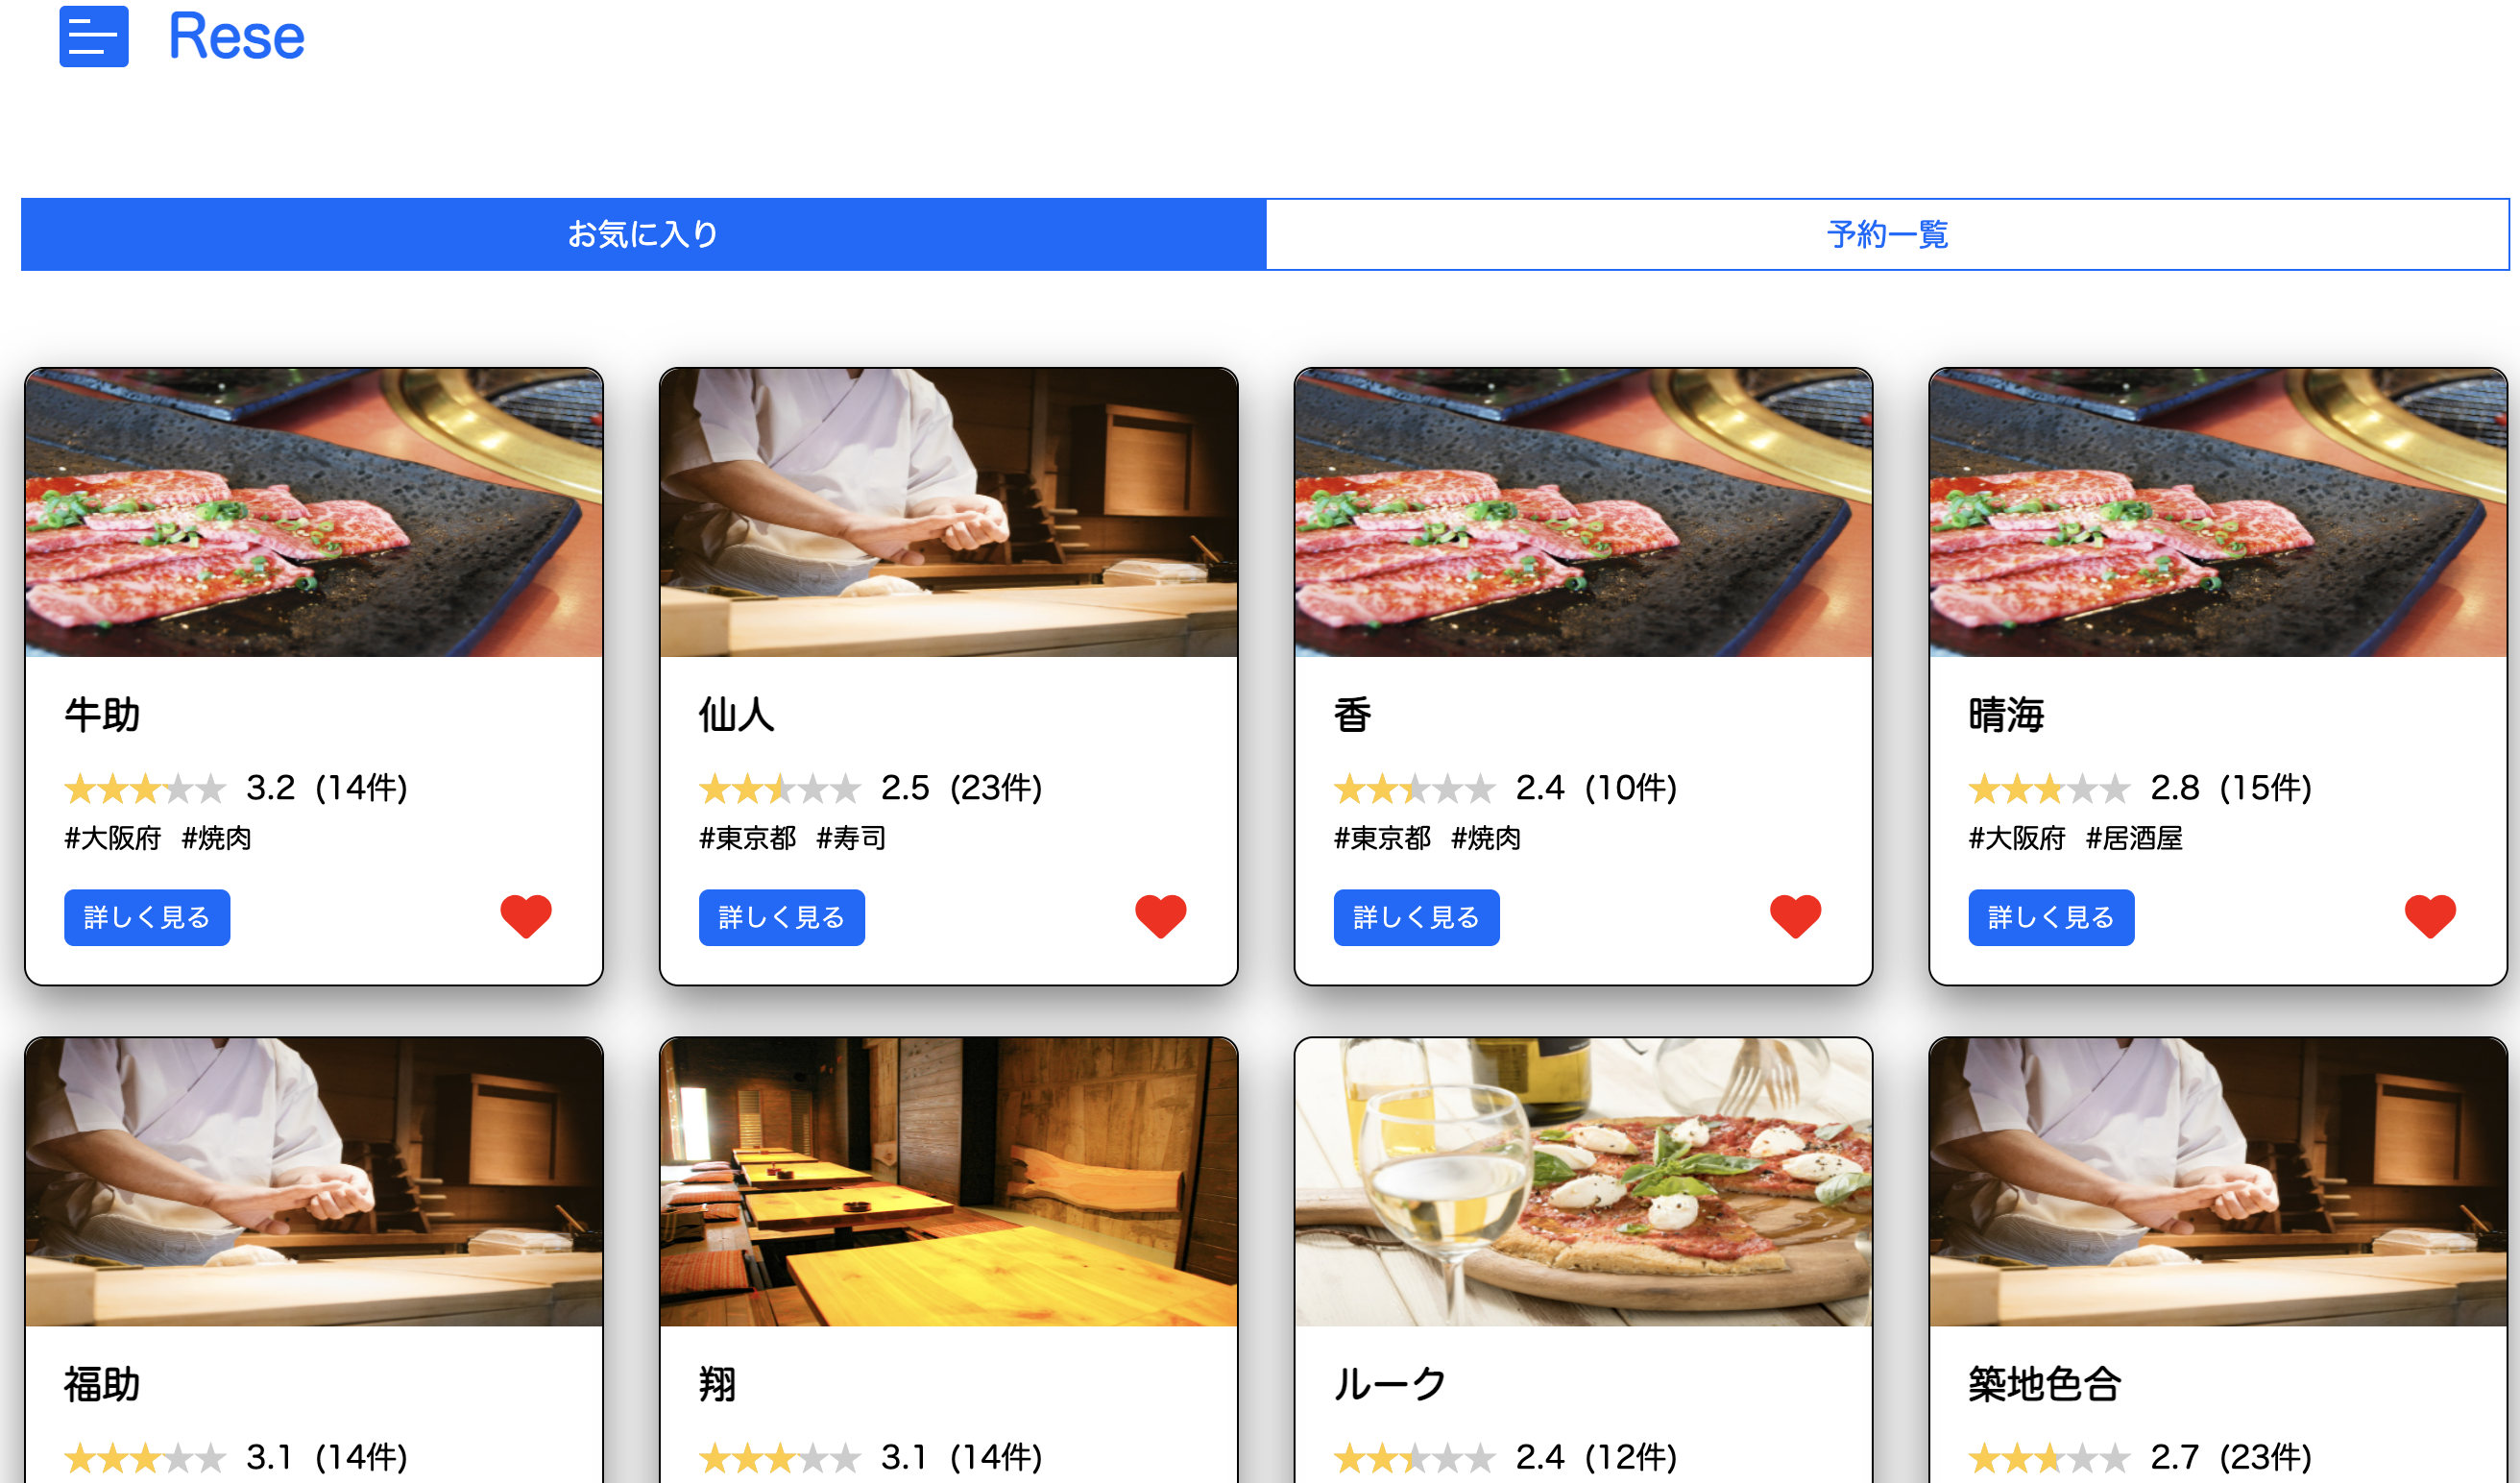 Rese
お気に入り 予約一覧
牛助
3.2 (14件)
#大阪府 #焼肉
詳しく見る
仙人
2.5 (23件)
#東京都 #寿司
詳しく見る
香
2.4 (10件)
#東京都 #焼肉
詳しく見る
晴海
2.8 (15件)
#大阪府 #居酒屋
詳しく見る
福助
3.1 (14件)
翔
3.1 (14件)
ルーク
2.4 (12件)
築地色合
2.7 (23件)